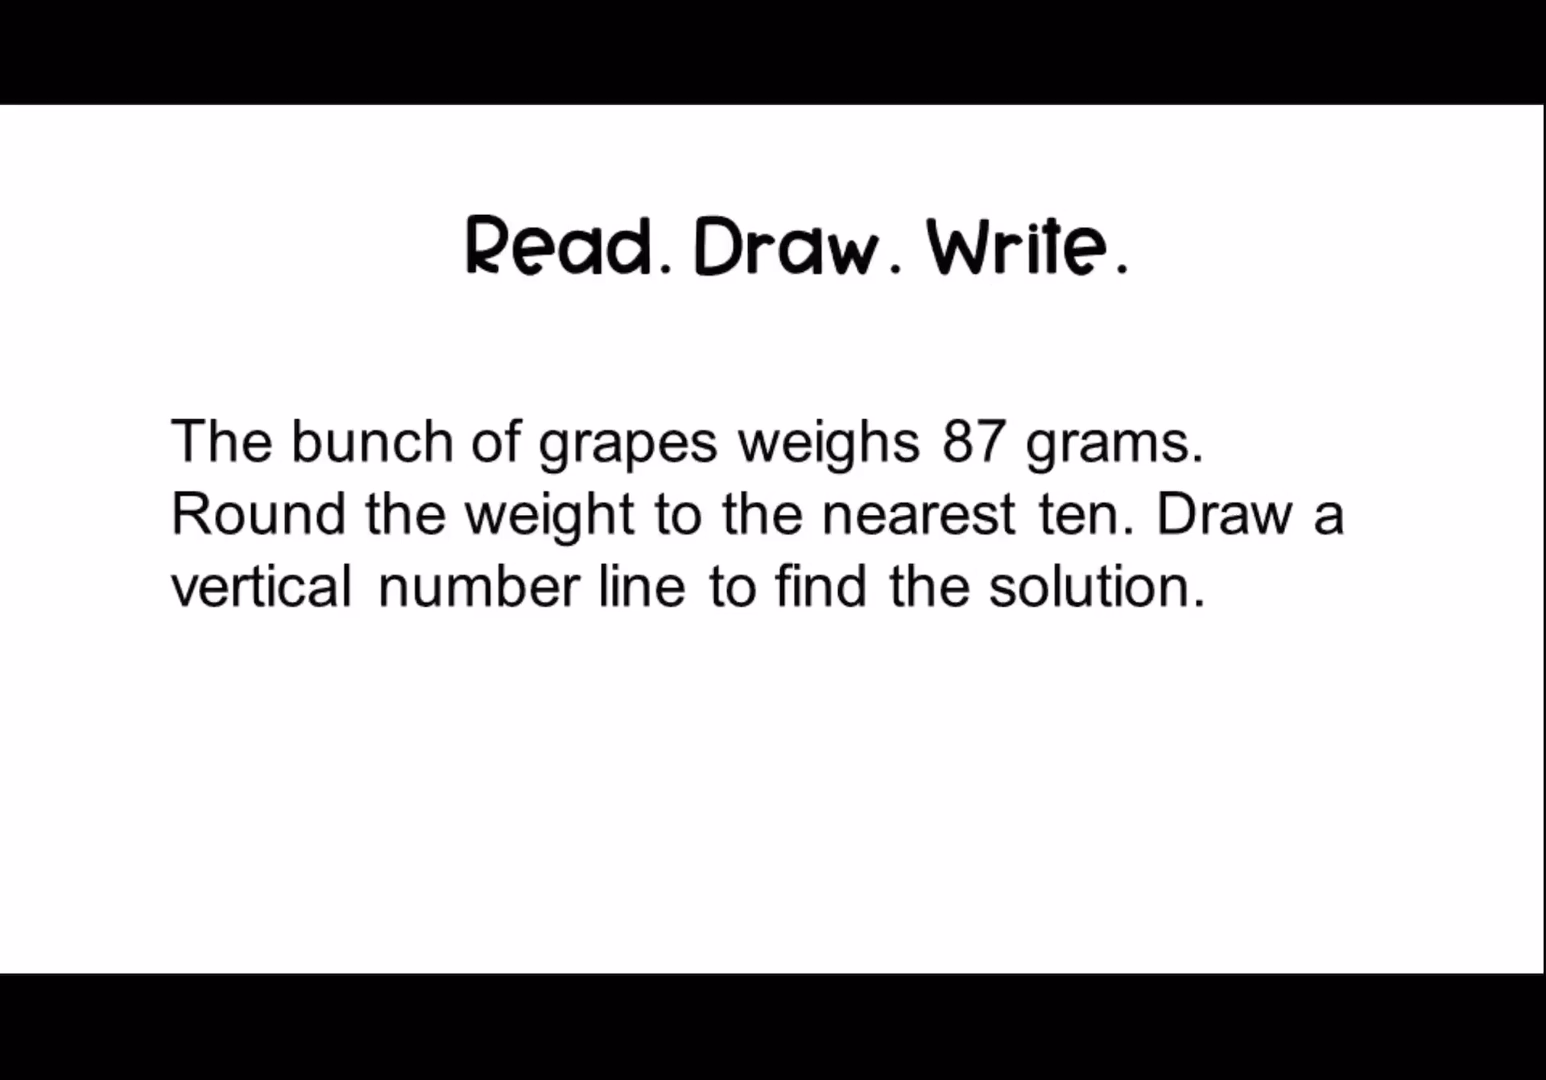 Read. Draw. Write.
The bunch of grapes weighs 87 grams.
Round the weight to the nearest ten. Draw a
vertical number line to find the solution.